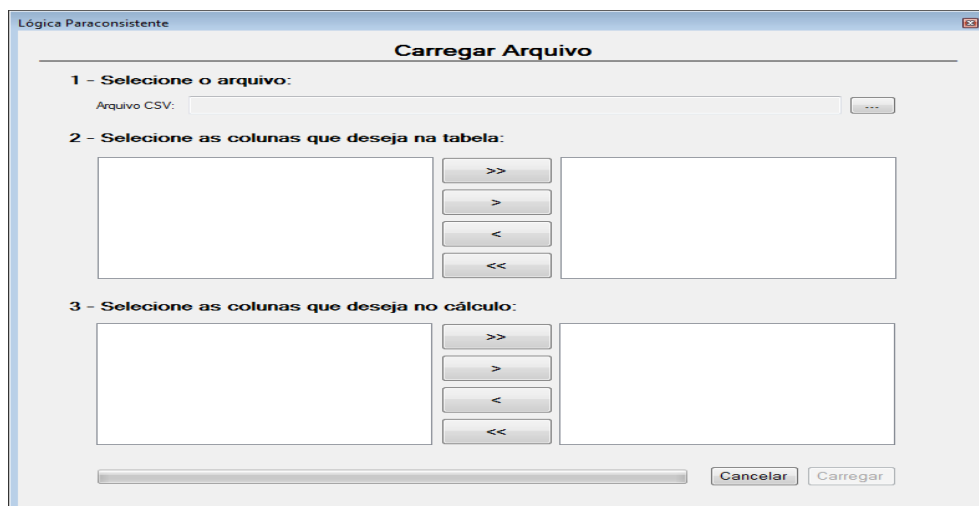 Lógica Paraconsistente
Carregar Arquivo
1 - Selecione o arquivo:
Arquivo CSV:
...
2 - Selecione as colunas que deseja na tabela:
>>
>
<
<<
3 - Selecione as colunas que deseja no cálculo:
>>
>
<
<<
Cancelar Carregar